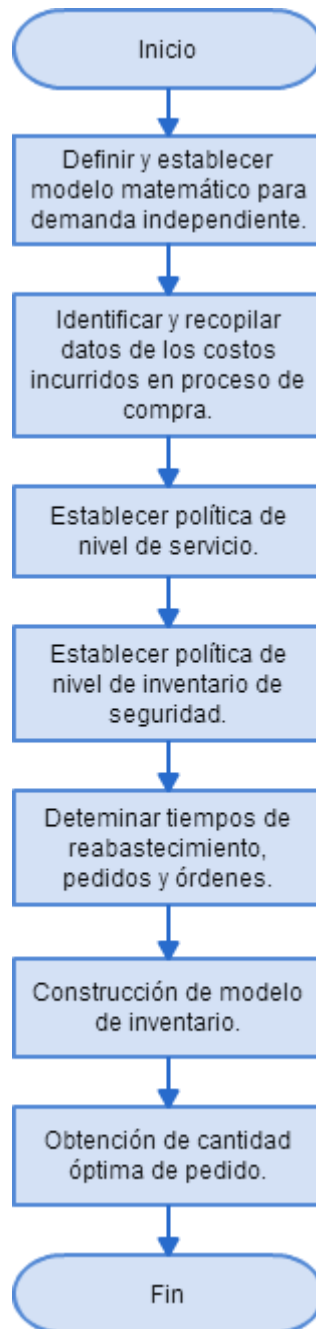 Inicio
Definir y establecer
modelo matemático para
demanda independiente.
Identificar y recopilar
datos de los costos
incurridos en proceso de
compra.
Establecer política de
nivel de servicio.
Establecer política de
nivel de inventario de
seguridad.
Deteminar tiempos de
reabastecimiento,
pedidos y órdenes.
Construcción de modelo
de inventario.
Obtención de cantidad
óptima de pedido.
Fin